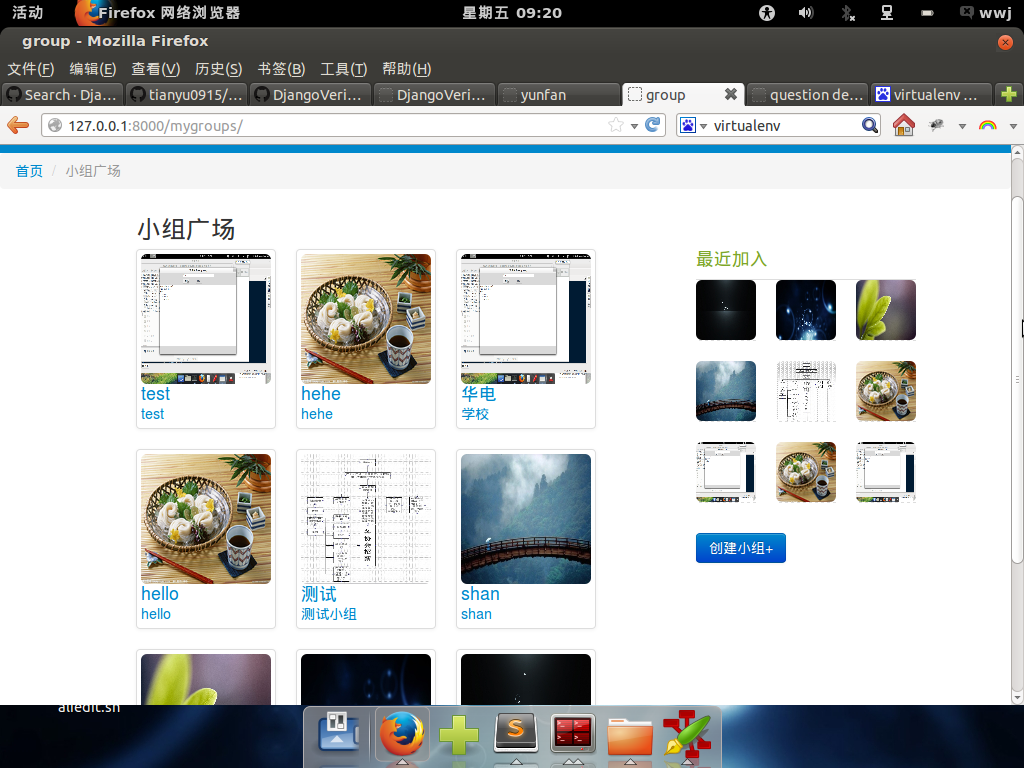 活动 Firefox 网络浏览器 星期五 09:20 wwj
group - Mozilla Firefox
文件(F) 编辑(E) 查看(V) 历史(S) 书签(B) 工具(T) 帮助(H)
Search · Dja... tianyu0915/... DjangoVeri... DjangoVeri... yunfan group question de... virtualenv ...
127.0.0.1:8000/mygroups/ virtualenv
首页 / 小组广场
小组广场
最近加入
test hehe 华电
test hehe 学校
创建小组+
hello 测试 shan
hello 测试小组 shan